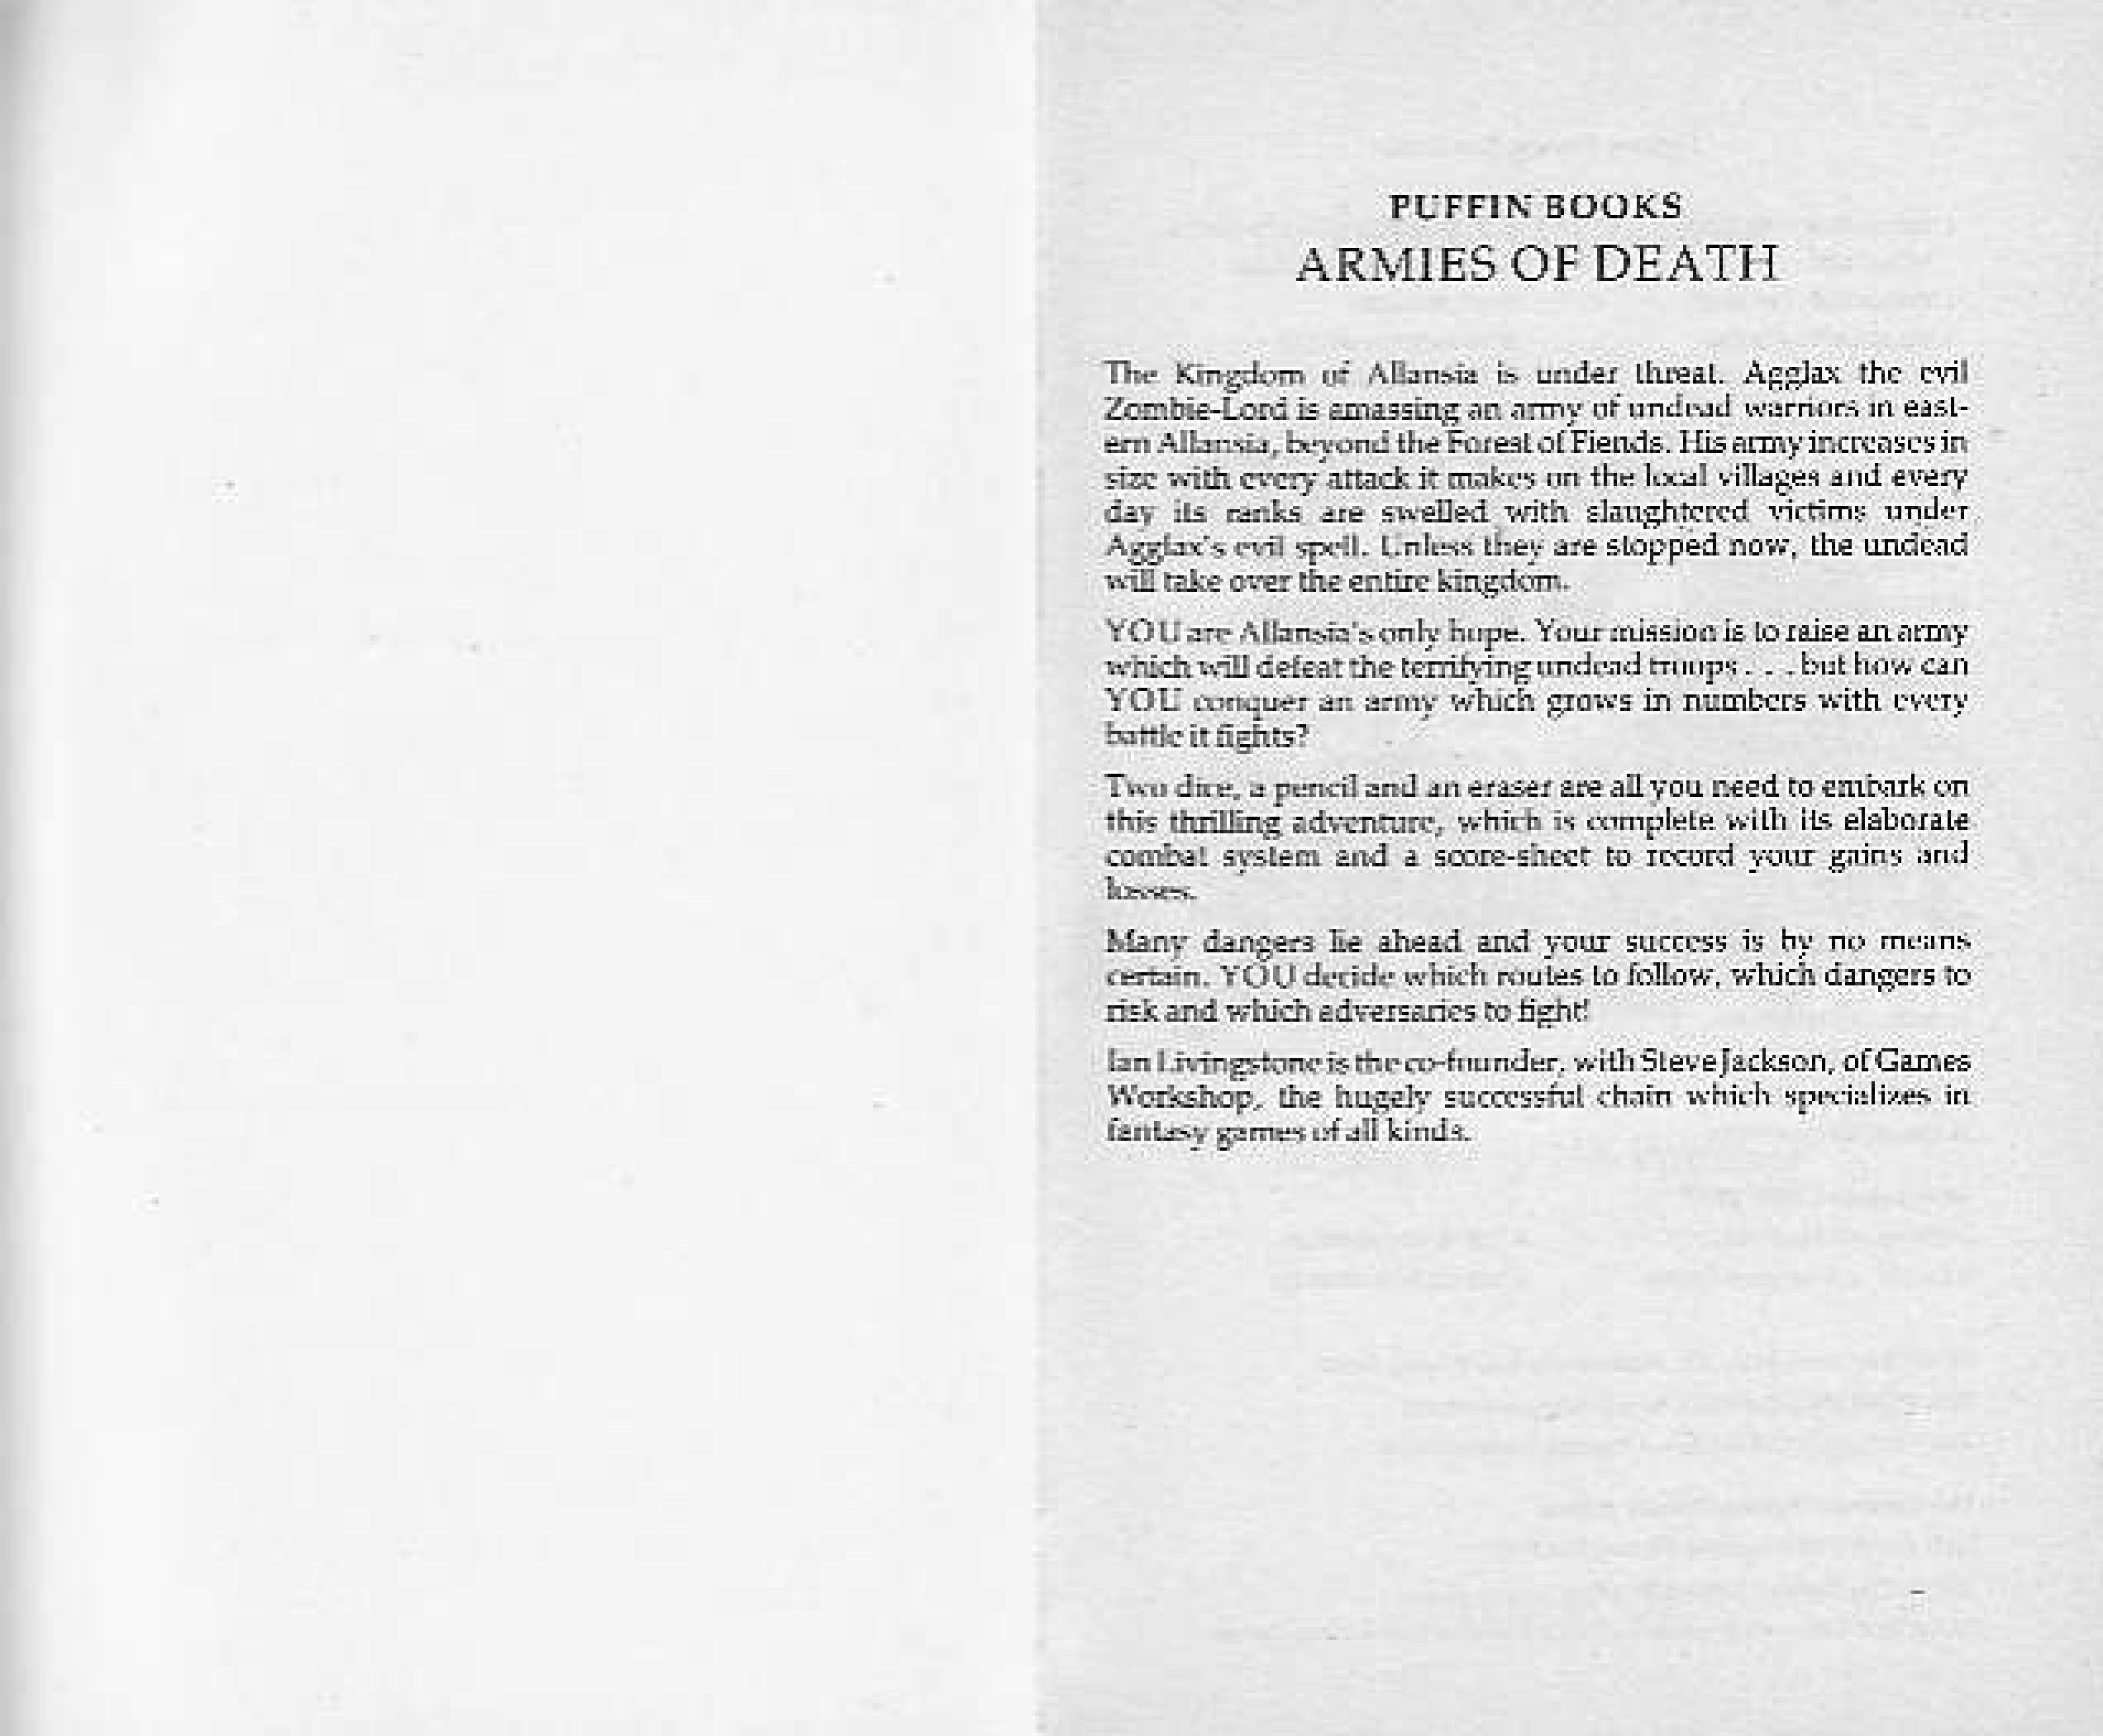 PUFFIN BOOKS
ARMIES OF DEATH
The Kingdom of Allansia is under threat. Agglax the evil
Zombie-Lord is amassing an army of undead warriors in east-
ern Allansia, beyond the Forest of Fiends. His army increases in
size with every attack it makes on the local villages and every
day its ranks are swelled with slaughtered victims under
Agglax's evil spell. Unless they are stopped now, the undead
will take over the entire kingdom.
YOU are Allansia's only hope. Your mission is to raise an army
which will defeat the terrifying undead troops . . . but how can
YOU conquer an army which grows in numbers with every
battle it fights?
Two dice, a pencil and an eraser are all you need to embark on
this thrilling adventure, which is complete with its elaborate
combat system and a score-sheet to record your gains and
losses.
Many dangers lie ahead and your success is by no means
certain. YOU decide which routes to follow, which dangers to
risk and which adversaries to fight!
Ian Livingstone is the co-founder, with Steve Jackson, of Games
Workshop, the hugely successful chain which specializes in
fantasy games of all kinds.